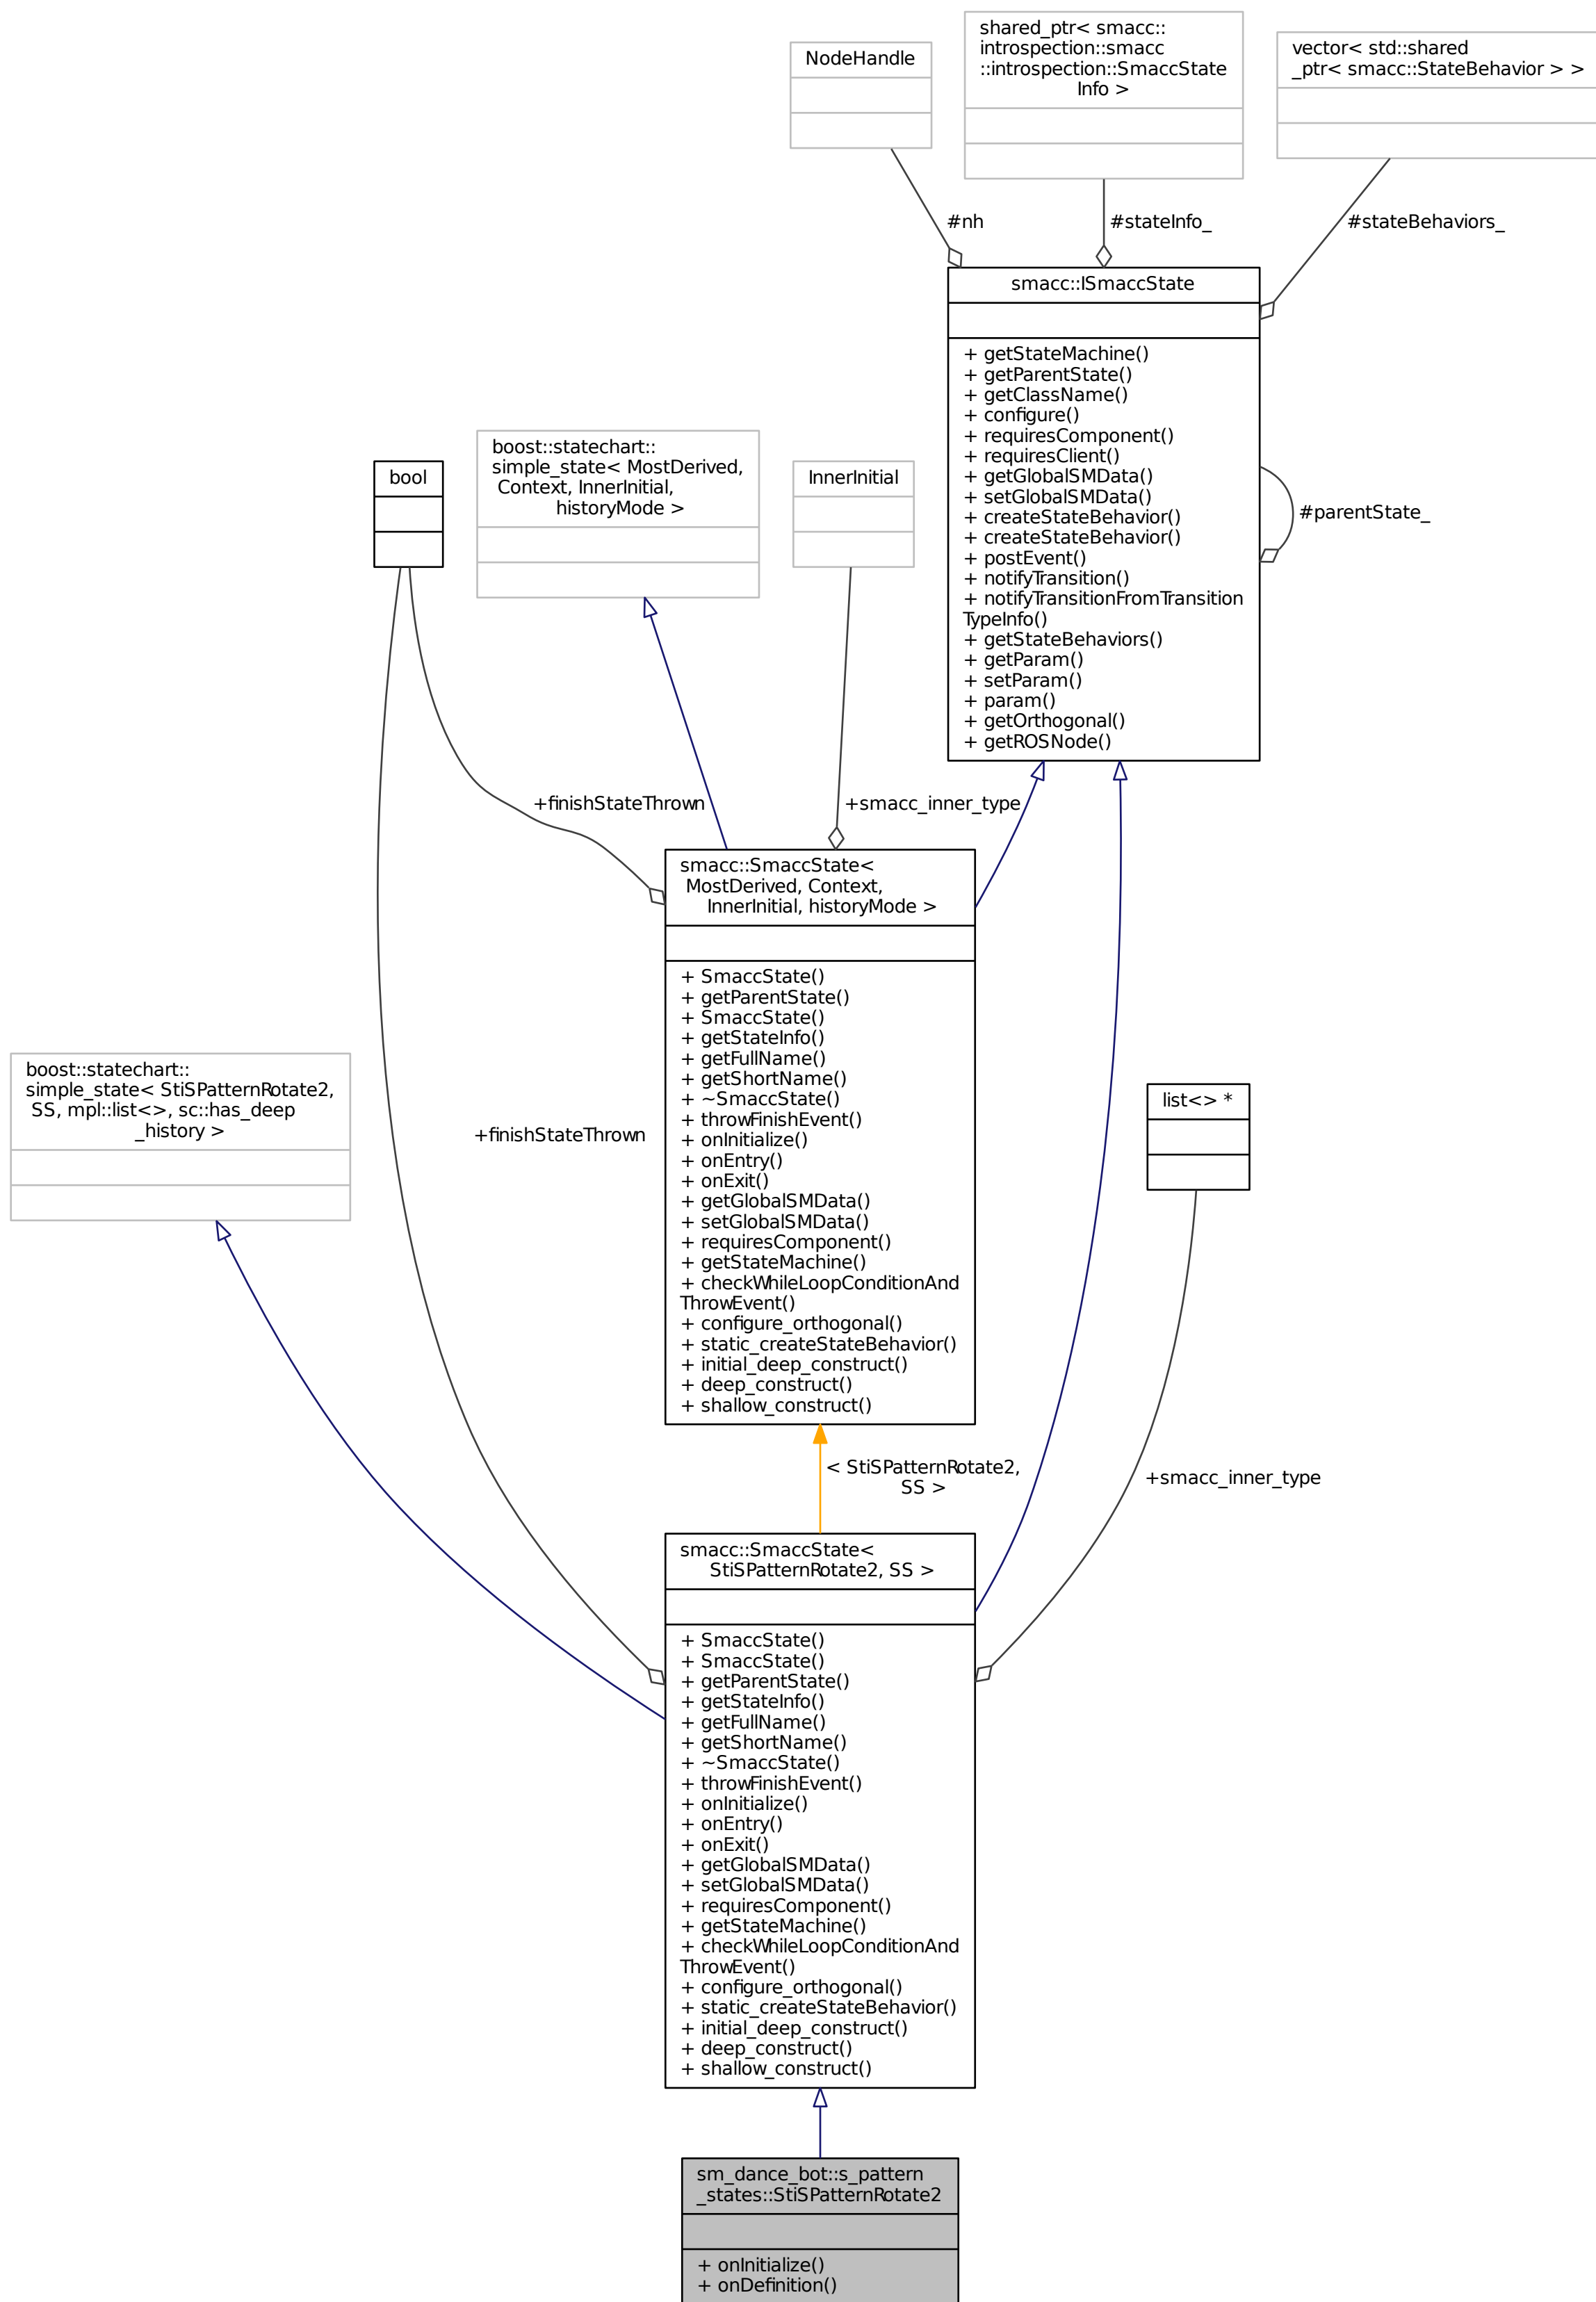 shared_ptr< smacc::
introspection::smacc
::introspection::SmaccState
Info >
NodeHandle
vector< std::shared
_ptr< smacc::StateBehavior > >
#nh
#stateInfo_
#stateBehaviors_
smacc::ISmaccState
+ getStateMachine()
+ getParentState()
+ getClassName()
+ configure()
+ requiresComponent()
+ requiresClient()
+ getGlobalSMData()
+ setGlobalSMData()
+ createStateBehavior()
+ createStateBehavior()
+ postEvent()
+ notifyTransition()
+ notifyTransitionFromTransition
TypeInfo()
+ getStateBehaviors()
+ getParam()
+ setParam()
+ param()
+ getOrthogonal()
+ getROSNode()
#parentState_
bool
boost::statechart::
simple_state< MostDerived,
Context, InnerInitial,
historyMode >
InnerInitial
+finishStateThrown
+smacc_inner_type
smacc::SmaccState<
MostDerived, Context,
InnerInitial, historyMode >
+ SmaccState()
+ getParentState()
+ SmaccState()
+ getStateInfo()
+ getFullName()
+ getShortName()
+ ~SmaccState()
+ throwFinishEvent()
+ onInitialize()
+ onEntry()
+ onExit()
+ getGlobalSMData()
+ setGlobalSMData()
+ requiresComponent()
+ getStateMachine()
+ checkWhileLoopConditionAnd
ThrowEvent()
+ configure_orthogonal()
+ static_createStateBehavior()
+ initial_deep_construct()
+ deep_construct()
+ shallow_construct()
boost::statechart::
simple_state< StiSPatternRotate2,
SS, mpl::list<>, sc::has_deep
_history >
+finishStateThrown
list<> *
< StiSPatternRotate2,
SS >
+smacc_inner_type
smacc::SmaccState<
StiSPatternRotate2, SS >
+ SmaccState()
+ SmaccState()
+ getParentState()
+ getStateInfo()
+ getFullName()
+ getShortName()
+ ~SmaccState()
+ throwFinishEvent()
+ onInitialize()
+ onEntry()
+ onExit()
+ getGlobalSMData()
+ setGlobalSMData()
+ requiresComponent()
+ getStateMachine()
+ checkWhileLoopConditionAnd
ThrowEvent()
+ configure_orthogonal()
+ static_createStateBehavior()
+ initial_deep_construct()
+ deep_construct()
+ shallow_construct()
sm_dance_bot::s_pattern
_states::StiSPatternRotate2
+ onInitialize()
+ onDefinition()